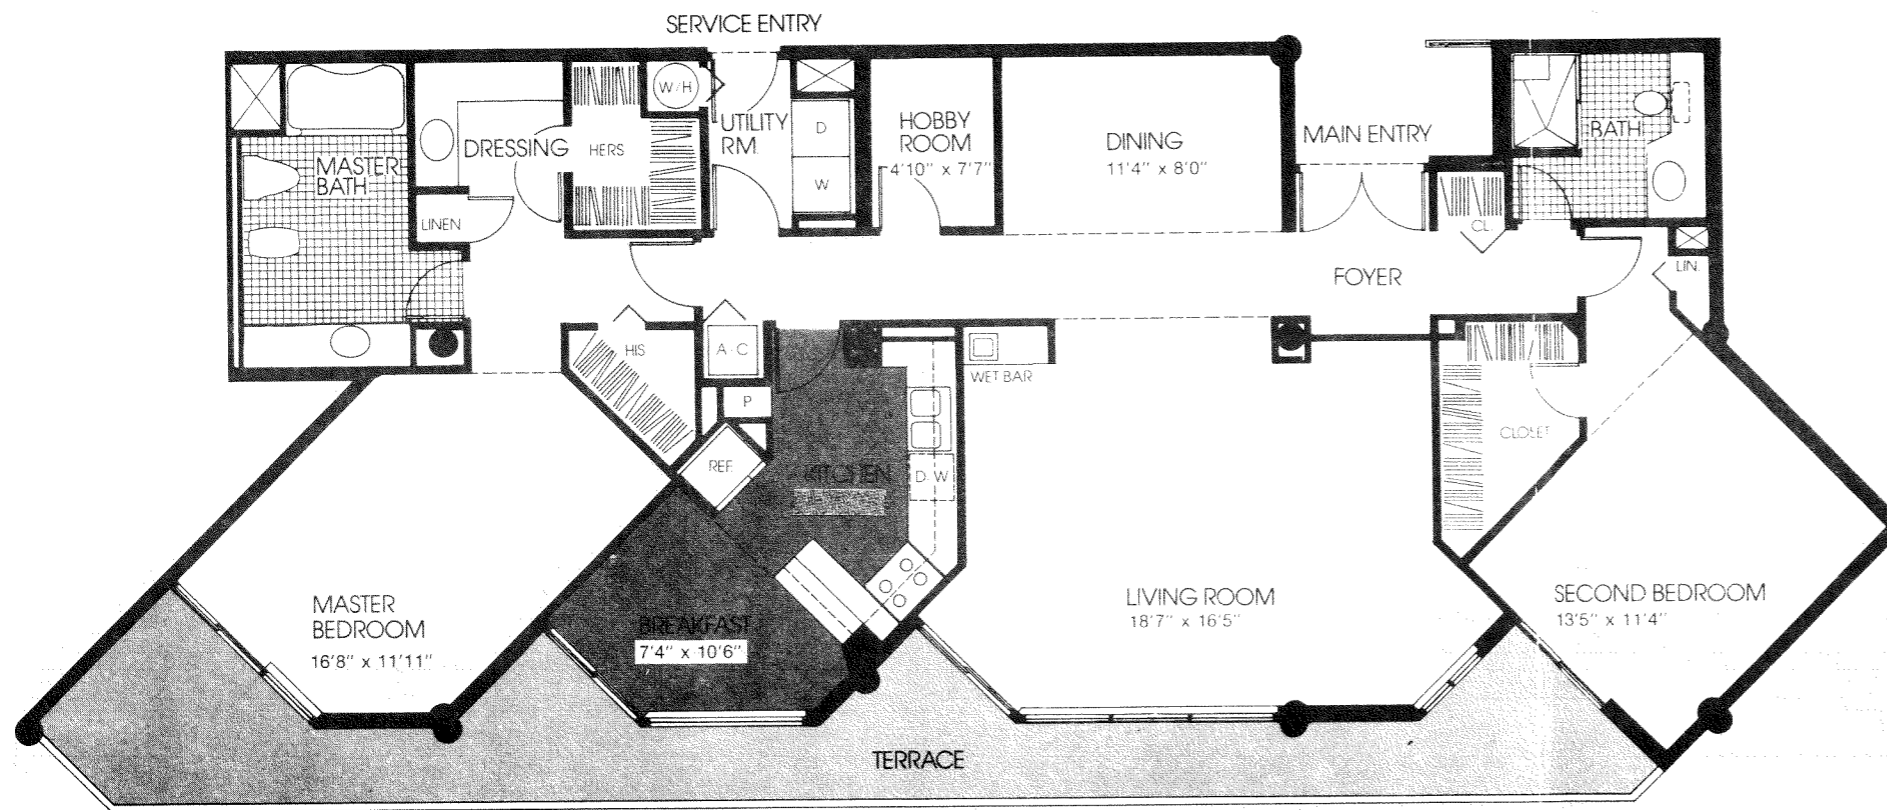 SERVICE ENTRY
W/H
UTILITY
RM.
D
W
HOBBY
ROOM
4'10" x 7'7"
DINING
11'4" x 8'0"
MAIN ENTRY
BATH
MASTER
BATH
DRESSING
HERS
LINEN
CL.
FOYER
LIN.
HIS
A-C
P
REF.
KITCHEN
D.W
WET BAR
CLOSET
MASTER
BEDROOM
16'8" x 11'11"
BREAKFAST
7'4" x 10'6"
LIVING ROOM
18'7" x 16'5"
SECOND BEDROOM
13'5" x 11'4"
TERRACE